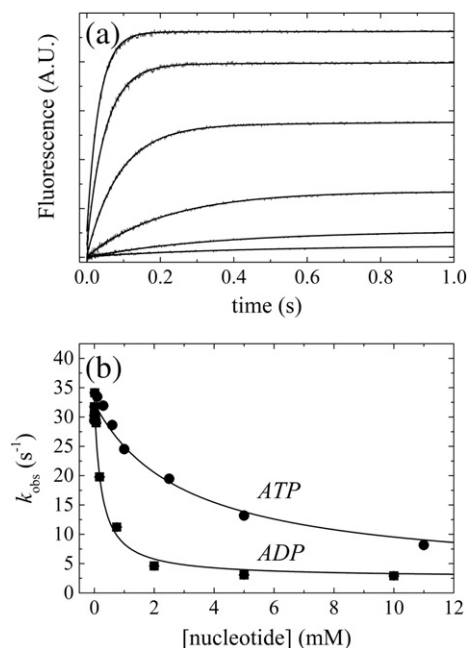 (a)
Fluorescence (A.U.)
0.0 0.2 0.4 0.6 0.8 1.0
time (s)
(b)
40
35
30
25
20
15
10
5
0
k_obs (s⁻¹)
ATP
ADP
0 2 4 6 8 10 12
[nucleotide] (mM)